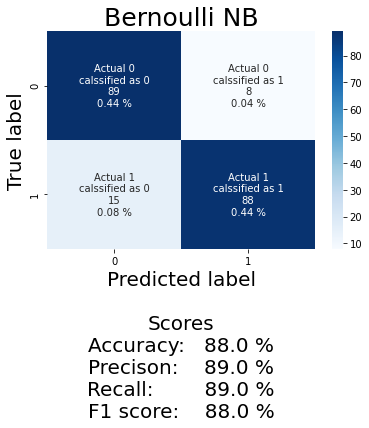 Bernoulli NB
Actual 0
calssified as 0
89
0.44 %
Actual 0
calssified as 1
8
0.04 %
Actual 1
calssified as 0
15
0.08 %
Actual 1
calssified as 1
88
0.44 %
True label
0
1
0
1
Predicted label
80
70
60
50
40
30
20
10
Scores
Accuracy: 88.0 %
Precison: 89.0 %
Recall: 89.0 %
F1 score: 88.0 %